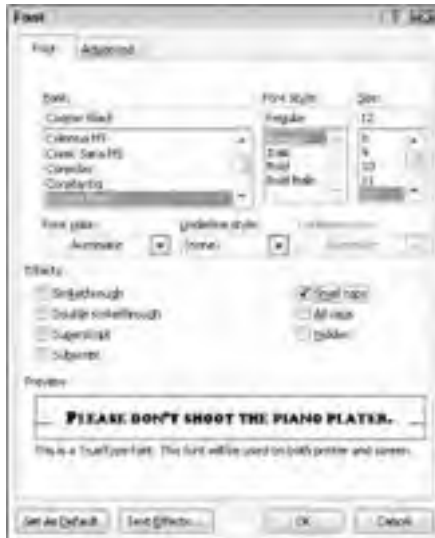 Font
Font Advanced
Font: Font Style: Size:
Cooper Black Regular 12
Colonna MT
Comic Sans MS
Consolas
Constantia
Italic
Bold
Bold Italic
8
9
10
11
Font color: Underline style:
Automatic (none)
Effects
Strikethrough Small caps
Double strikethrough All caps
Superscript Hidden
Subscript
Preview
PLEASE DON'T SHOOT THE PIANO PLAYER.
This is a TrueType font. This font will be used on both printer and screen.
Set As Default Text Effects... OK Cancel